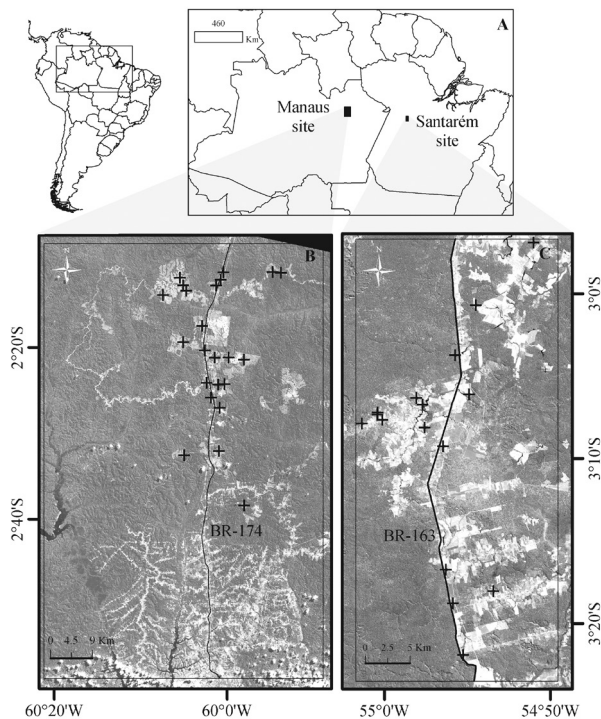 460
Km
A
Manaus
site
Santarém
site
N
B
N
C
2°20'S
2°40'S
3°0'S
3°10'S
3°20'S
BR-174
BR-163
0 4.5 9 Km
0 2.5 5 Km
60°20'W
60°0'W
55°0'W
54°50'W